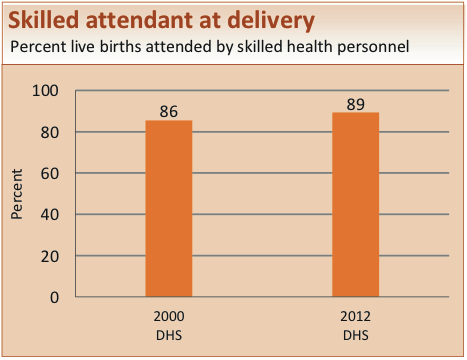 Skilled attendant at delivery
Percent live births attended by skilled health personnel
100
80
60
40
20
0
Percent
86
89
2000
DHS
2012
DHS